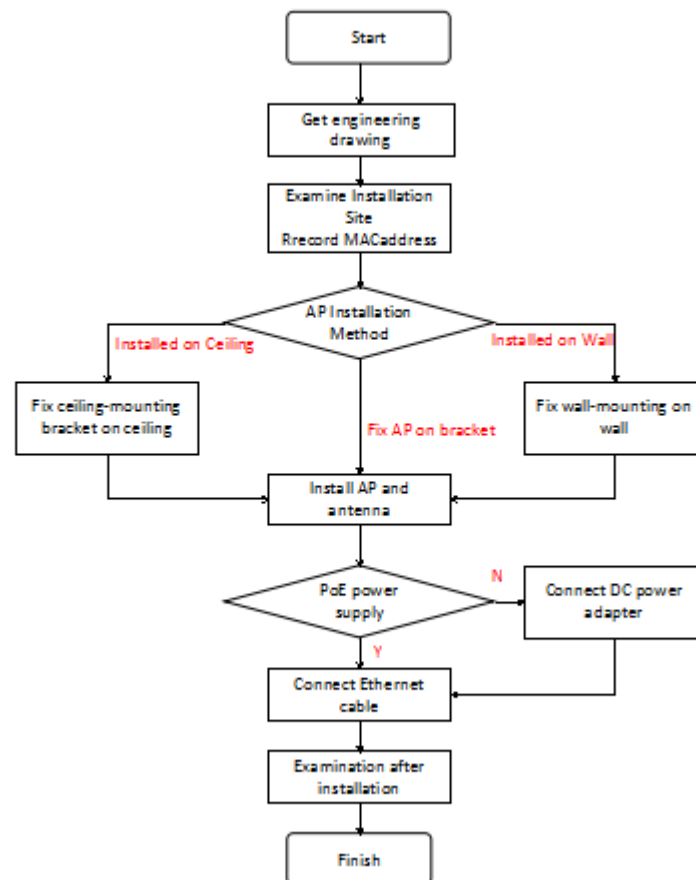 Start
Get engineering
drawing
Examine Installation
Site
Rrecord MACaddress
AP Installation
Method
Installed on Ceiling
Installed on Wall
Fix ceiling-mounting
bracket on ceiling
Fix AP on bracket
Fix wall-mounting on
wall
Install AP and
antenna
PoE power
supply
N
Connect DC power
adapter
Y
Connect Ethernet
cable
Examination after
installation
Finish